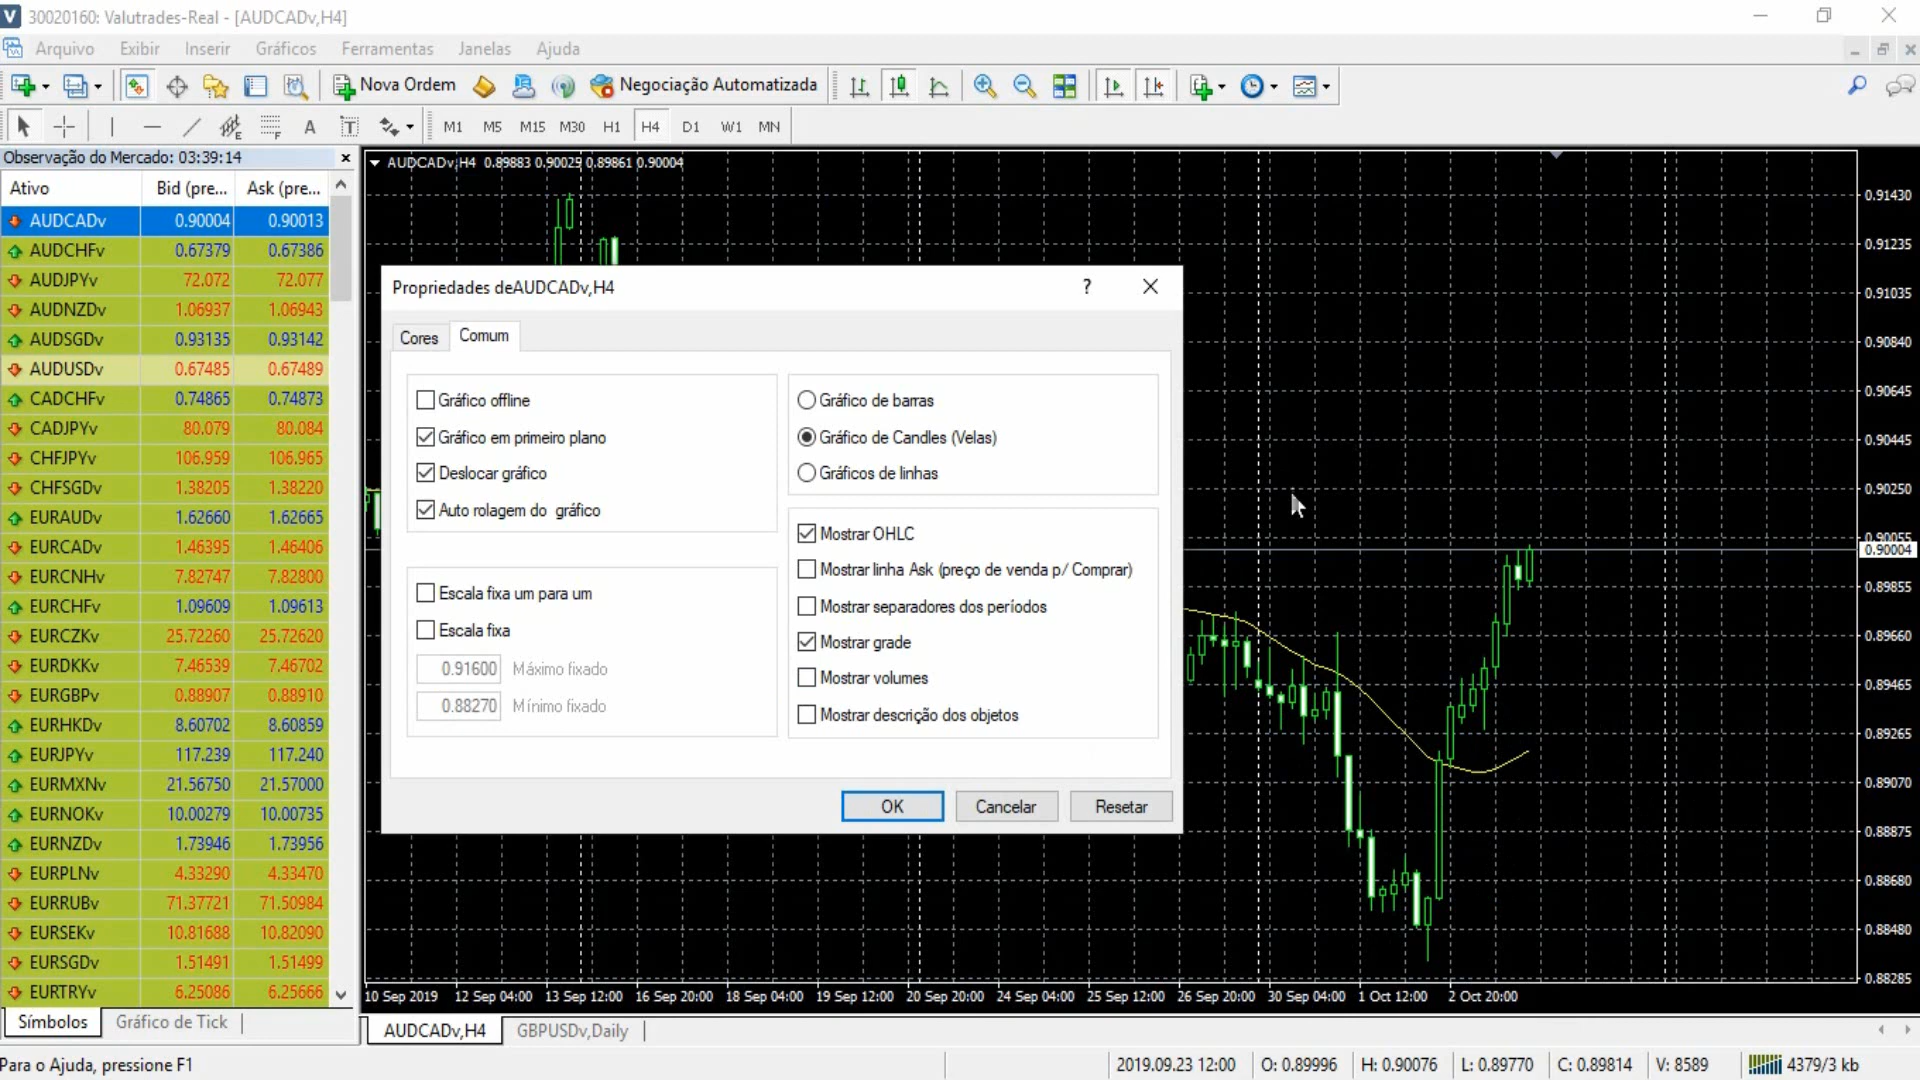 30020160: Valutrades-Real - [AUDCADv,H4]
Arquivo Exibir Inserir Gráficos Ferramentas Janelas Ajuda
Nova Ordem Negociação Automatizada
M1 M5 M15 M30 H1 H4 D1 W1 MN
Observação do Mercado: 03:39:14
Ativo Bid (pre... Ask (pre...
AUDCADv 0.90004 0.90013
AUDCHFv 0.67379 0.67386
AUDJPYv 72.072 72.077
AUDNZDv 1.06937 1.06943
AUDSGDv 0.93135 0.93142
AUDUSDv 0.67485 0.67489
CADCHFv 0.74865 0.74873
CADJPYv 80.079 80.084
CHFJPYv 106.959 106.965
CHFSGDv 1.38205 1.38220
EURAUDv 1.62660 1.62665
EURCADv 1.46395 1.46406
EURCNHv 7.82747 7.82800
EURCHFv 1.09609 1.09613
EURCZKv 25.72260 25.72620
EURDKKv 7.46539 7.46702
EURGBPv 0.88907 0.88910
EURHKDv 8.60702 8.60859
EURJPYv 117.239 117.240
EURMXNv 21.56750 21.57000
EURNOKv 10.00279 10.00735
EURNZDv 1.73946 1.73956
EURPLNv 4.33290 4.33470
EURRUBv 71.37721 71.50984
EURSEKv 10.81688 10.82090
EURSGDv 1.51491 1.51499
EURTRYv 6.25086 6.25666
Símbolos Gráfico de Tick
AUDCADv,H4 0.89883 0.90025 0.89861 0.90004
Propriedades deAUDCADv,H4 ?
Cores Comum
Gráfico offline
Gráfico em primeiro plano
Deslocar gráfico
Auto rolagem do gráfico
Escala fixa um para um
Escala fixa
0.91600 Máximo fixado
0.88270 Mínimo fixado
Gráfico de barras
Gráfico de Candles (Velas)
Gráficos de linhas
Mostrar OHLC
Mostrar linha Ask (preço de venda p/ Comprar)
Mostrar separadores dos períodos
Mostrar grade
Mostrar volumes
Mostrar descrição dos objetos
OK Cancelar Resetar
0.91430
0.91235
0.91035
0.90840
0.90645
0.90445
0.90250
0.90055
0.90004
0.89855
0.89660
0.89465
0.89265
0.89070
0.88875
0.88680
0.88480
0.88285
10 Sep 2019 12 Sep 04:00 13 Sep 12:00 16 Sep 20:00 18 Sep 04:00 19 Sep 12:00 20 Sep 20:00 24 Sep 04:00 25 Sep 12:00 26 Sep 20:00 30 Sep 04:00 1 Oct 12:00 2 Oct 20:00
AUDCADv,H4 GBPUSDv,Daily
Para o Ajuda, pressione F1
2019.09.23 12:00 O: 0.89996 H: 0.90076 L: 0.89770 C: 0.89814 V: 8589 4379/3 kb